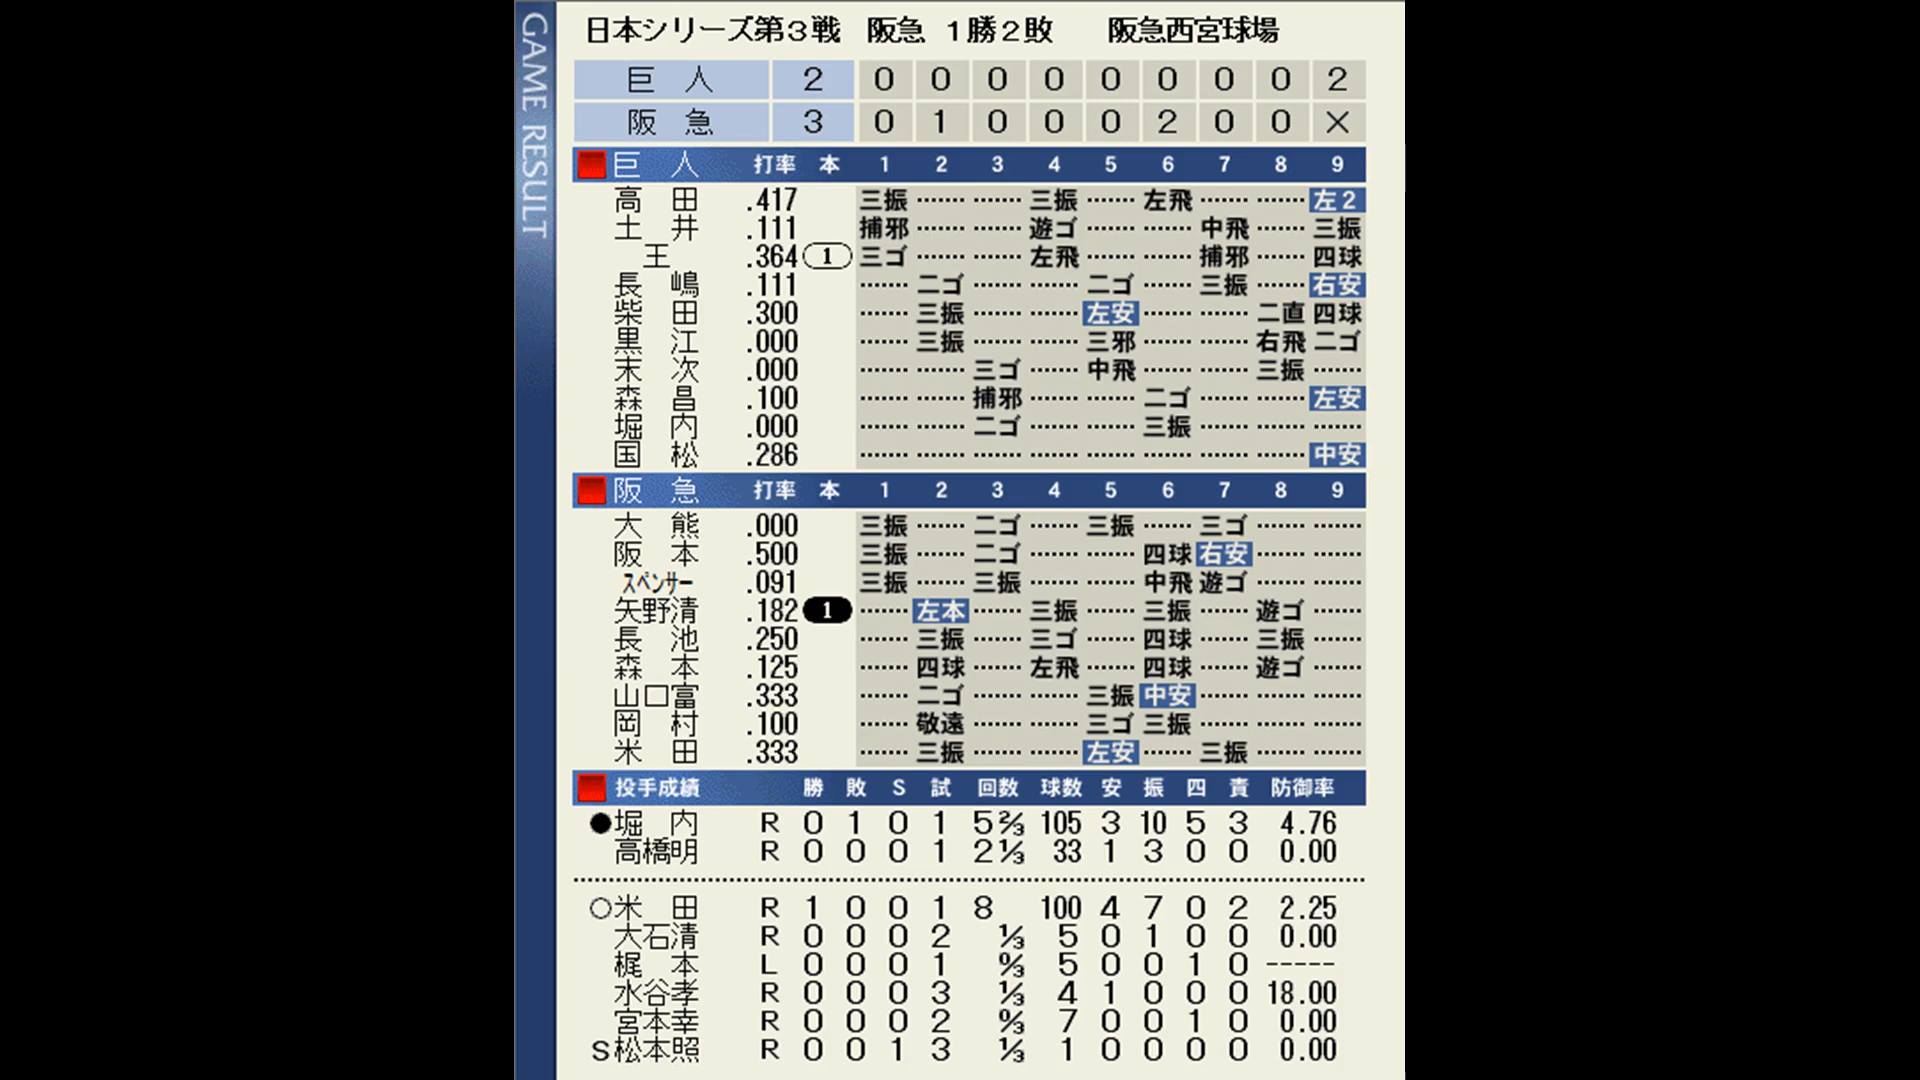 GAME RESULT
日本シリーズ第3戦 阪急 1勝2敗 阪急西宮球場
巨人 2 0 0 0 0 0 0 0 0 2
阪急 3 0 1 0 0 0 2 0 0 ×
巨人 打率 本 1 2 3 4 5 6 7 8 9
高田 .417 三振 …… …… 三振 …… 左飛 …… …… 左2
土井 .111 捕邪 …… …… 遊ゴ …… …… 中飛 …… 三振
王 .364 1 三ゴ …… …… 左飛 …… …… 捕邪 …… 四球
長嶋 .111 …… 二ゴ …… …… 二ゴ …… 三振 …… 右安
柴田 .300 …… 三振 …… …… 左安 …… …… 二直 四球
黒江 .000 …… 三振 …… …… 三邪 …… …… 右飛 二ゴ
末次 .000 …… …… 三ゴ …… 中飛 …… …… 三振 ……
森昌 .100 …… …… 捕邪 …… …… 二ゴ …… …… 左安
堀内 .000 …… …… 二ゴ …… …… 三振 …… …… ……
国松 .286 …… …… …… …… …… …… …… …… 中安
阪急 打率 本 1 2 3 4 5 6 7 8 9
大熊 .000 三振 …… 二ゴ …… 三振 …… 三ゴ …… ……
阪本 .500 三振 …… 二ゴ …… …… 四球 右安 …… ……
スペンサー .091 三振 …… 三振 …… …… 中飛 遊ゴ …… ……
矢野清 .182 1 …… 左本 …… 三振 …… 三振 …… 遊ゴ ……
長池 .250 …… 三振 …… 三ゴ …… 四球 …… 三振 ……
森本 .125 …… 四球 …… 左飛 …… 四球 …… 遊ゴ ……
山口富 .333 …… 二ゴ …… …… 三振 中安 …… …… ……
岡村 .100 …… 敬遠 …… …… 三ゴ 三振 …… …… ……
米田 .333 …… 三振 …… …… 左安 …… 三振 …… ……
投手成績 勝 敗 S 試 回数 球数 安 振 四 責 防御率
●堀内 R 0 1 0 1 5 2/3 105 3 10 5 3 4.76
高橋明 R 0 0 0 1 2 1/3 33 1 3 0 0 0.00
○米田 R 1 0 0 1 8 100 4 7 0 2 2.25
大石清 R 0 0 0 2 1/3 5 0 1 0 0 0.00
梶本 L 0 0 0 1 0/3 5 0 0 1 0 -----
水谷孝 R 0 0 0 3 1/3 4 1 0 0 0 18.00
宮本幸 R 0 0 0 2 0/3 7 0 0 1 0 0.00
S松本照 R 0 0 1 3 1/3 1 0 0 0 0 0.00